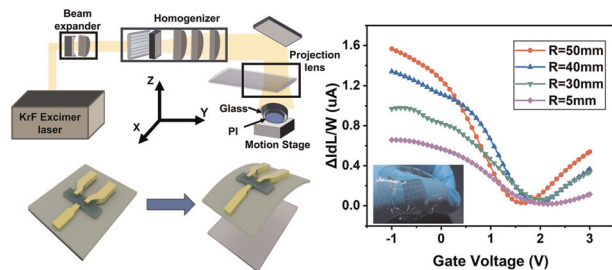 Beam
expander
Homogenizer
Projection
lens
KrF Excimer
laser
Z
Y
X
Glass
PI
Motion Stage
ΔIdL/W (uA)
1.6
1.2
0.8
0.4
0.0
R=50mm
R=40mm
R=30mm
R=5mm
-1 0 1 2 3
Gate Voltage (V)